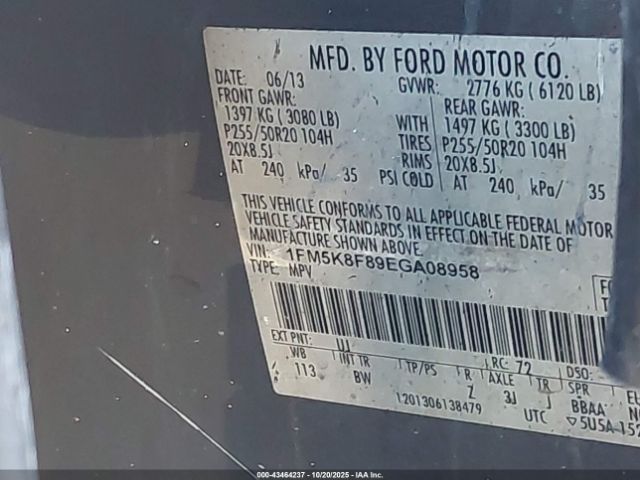 MFD. BY FORD MOTOR CO.
DATE: 06/13 GVWR: 2776 KG ( 6120 LB)
FRONT GAWR: REAR GAWR:
1397 KG ( 3080 LB) WITH 1497 KG ( 3300 LB)
P255/50R20 104H TIRES P255/50R20 104H
20X8.5J RIMS 20X8.5J
AT 240 kPa/ 35 PSI COLD AT 240 kPa/ 35
THIS VEHICLE CONFORMS TO ALL APPLICABLE FEDERAL MOTOR
VEHICLE SAFETY STANDARDS IN EFFECT ON THE DATE OF
MANUFACTURE SHOWN ABOVE.
VIN: 1FM5K8F89EGA08958
TYPE: MPV
EXT PNT: UJ RC: 72 DSO:
WB INT TR TP/PS R AXLE TR SPR
113 BW Z 3J BBAA
1201306138479 UTC ▽5U5A-152
000-43464237 - 10/20/2025 - IAAI, Inc.